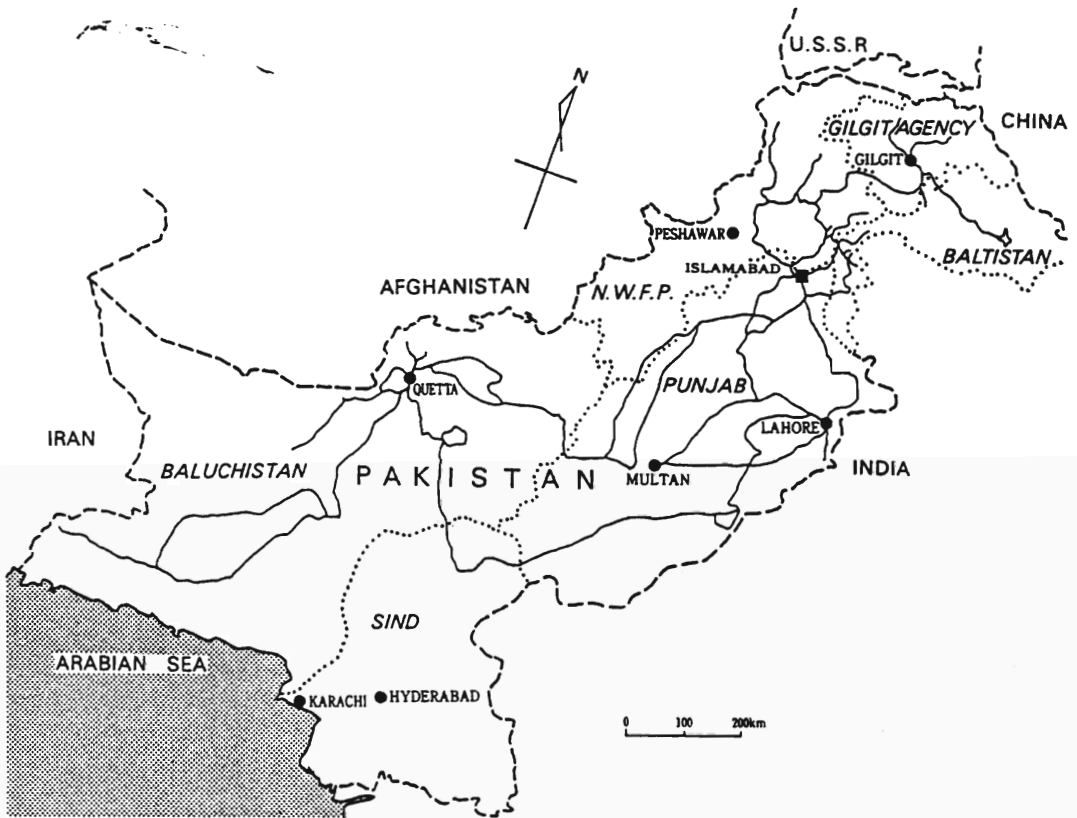 U.S.S.R
N
GILGIT AGENCY
CHINA
GILGIT
PESHAWAR
ISLAMABAD
BALTISTAN
AFGHANISTAN
N.W.F.P.
QUETTA
PUNJAB
LAHORE
IRAN
BALUCHISTAN
PAKISTAN
MULTAN
INDIA
SIND
ARABIAN SEA
KARACHI
HYDERABAD
0 100 200km